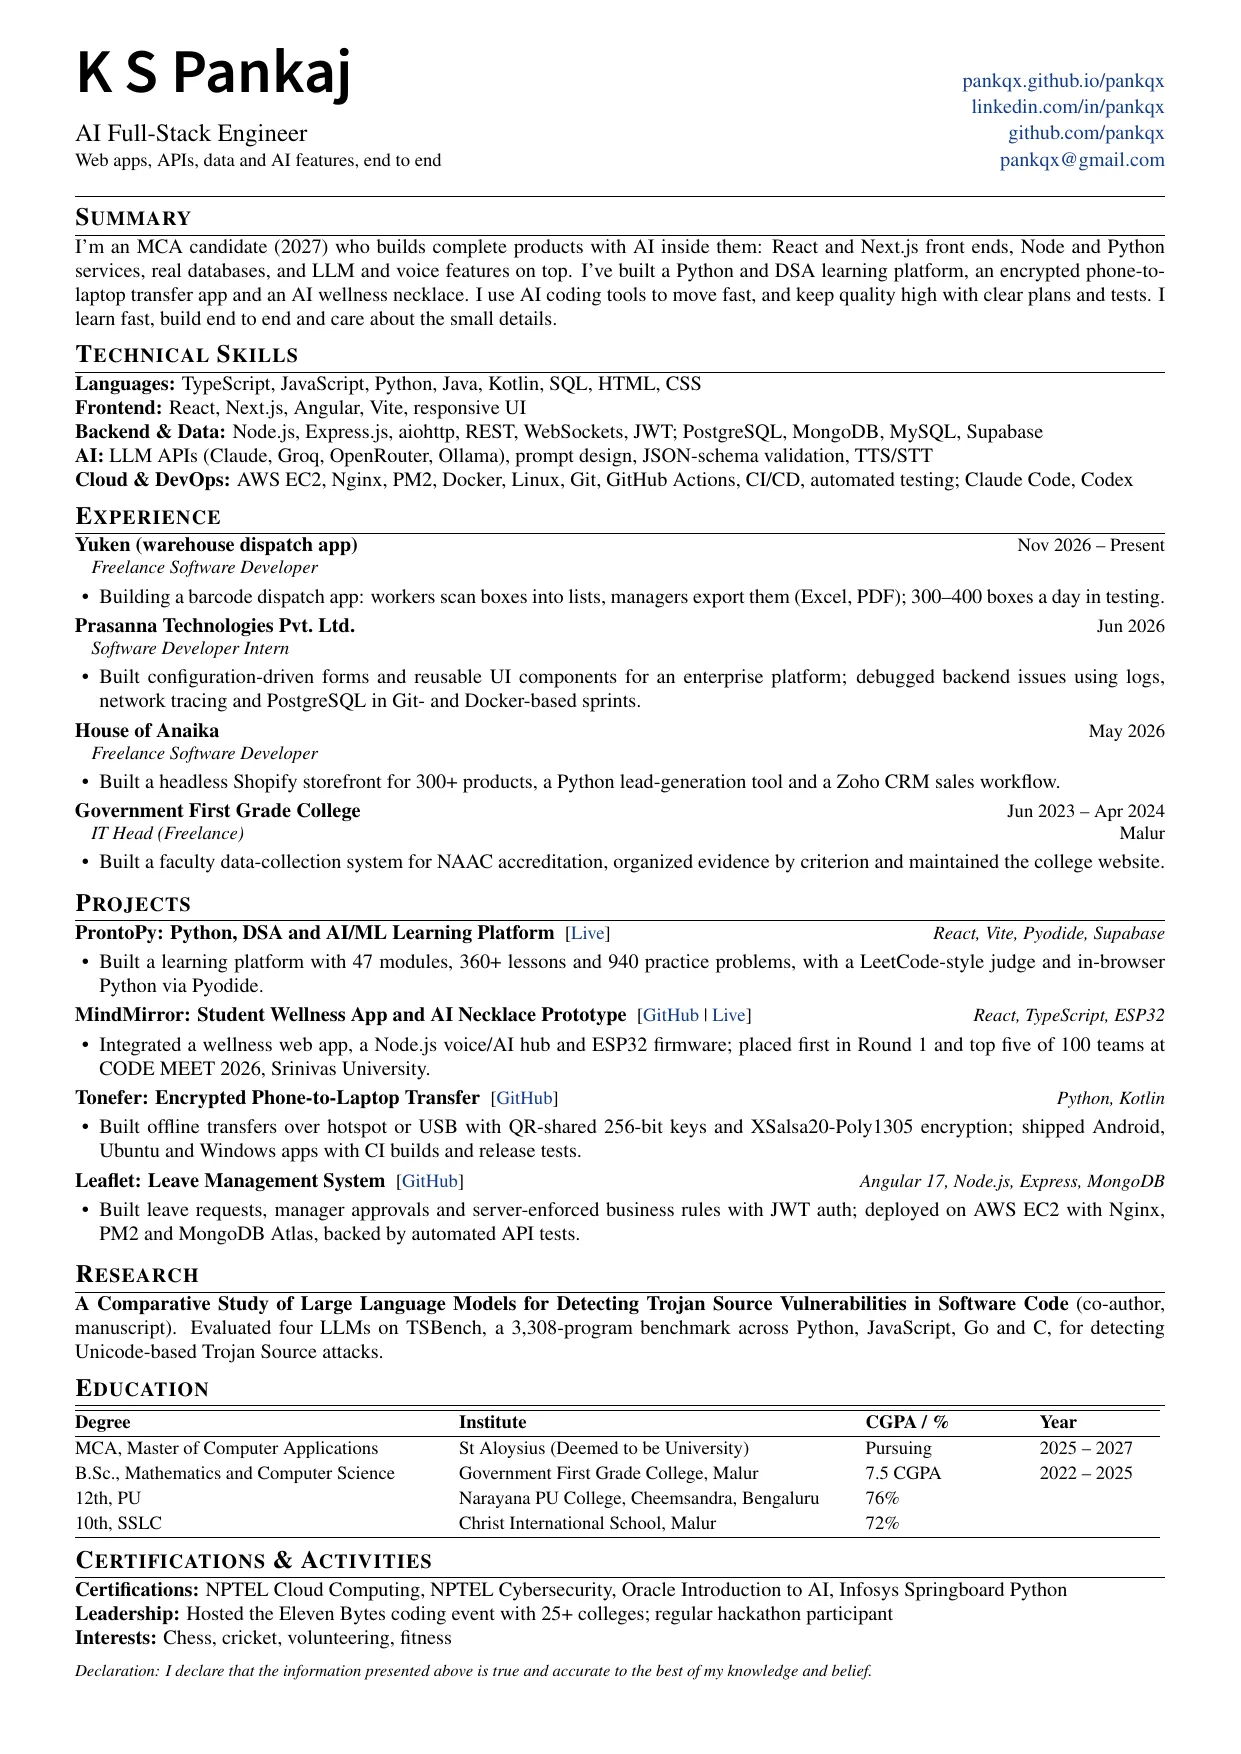 K S Pankaj
AI Full-Stack Engineer
Web apps, APIs, data and AI features, end to end
pankqx.github.io/pankqx
linkedin.com/in/pankqx
github.com/pankqx
pankqx@gmail.com
SUMMARY
I'm an MCA candidate (2027) who builds complete products with AI inside them: React and Next.js front ends, Node and Python
services, real databases, and LLM and voice features on top. I've built a Python and DSA learning platform, an encrypted phone-to-
laptop transfer app and an AI wellness necklace. I use AI coding tools to move fast, and keep quality high with clear plans and tests. I
learn fast, build end to end and care about the small details.
TECHNICAL SKILLS
Languages: TypeScript, JavaScript, Python, Java, Kotlin, SQL, HTML, CSS
Frontend: React, Next.js, Angular, Vite, responsive UI
Backend & Data: Node.js, Express.js, aiohttp, REST, WebSockets, JWT; PostgreSQL, MongoDB, MySQL, Supabase
AI: LLM APIs (Claude, Groq, OpenRouter, Ollama), prompt design, JSON-schema validation, TTS/STT
Cloud & DevOps: AWS EC2, Nginx, PM2, Docker, Linux, Git, GitHub Actions, CI/CD, automated testing; Claude Code, Codex
EXPERIENCE
Yuken (warehouse dispatch app) Nov 2026 – Present
Freelance Software Developer
• Building a barcode dispatch app: workers scan boxes into lists, managers export them (Excel, PDF); 300–400 boxes a day in testing.
Prasanna Technologies Pvt. Ltd. Jun 2026
Software Developer Intern
• Built configuration-driven forms and reusable UI components for an enterprise platform; debugged backend issues using logs,
network tracing and PostgreSQL in Git- and Docker-based sprints.
House of Anaika May 2026
Freelance Software Developer
• Built a headless Shopify storefront for 300+ products, a Python lead-generation tool and a Zoho CRM sales workflow.
Government First Grade College Jun 2023 – Apr 2024
IT Head (Freelance) Malur
• Built a faculty data-collection system for NAAC accreditation, organized evidence by criterion and maintained the college website.
PROJECTS
ProntoPy: Python, DSA and AI/ML Learning Platform [Live] React, Vite, Pyodide, Supabase
• Built a learning platform with 47 modules, 360+ lessons and 940 practice problems, with a LeetCode-style judge and in-browser
Python via Pyodide.
MindMirror: Student Wellness App and AI Necklace Prototype [GitHub | Live] React, TypeScript, ESP32
• Integrated a wellness web app, a Node.js voice/AI hub and ESP32 firmware; placed first in Round 1 and top five of 100 teams at
CODE MEET 2026, Srinivas University.
Tonefer: Encrypted Phone-to-Laptop Transfer [GitHub] Python, Kotlin
• Built offline transfers over hotspot or USB with QR-shared 256-bit keys and XSalsa20-Poly1305 encryption; shipped Android,
Ubuntu and Windows apps with CI builds and release tests.
Leaflet: Leave Management System [GitHub] Angular 17, Node.js, Express, MongoDB
• Built leave requests, manager approvals and server-enforced business rules with JWT auth; deployed on AWS EC2 with Nginx,
PM2 and MongoDB Atlas, backed by automated API tests.
RESEARCH
A Comparative Study of Large Language Models for Detecting Trojan Source Vulnerabilities in Software Code (co-author,
manuscript). Evaluated four LLMs on TSBench, a 3,308-program benchmark across Python, JavaScript, Go and C, for detecting
Unicode-based Trojan Source attacks.
EDUCATION
Degree Institute CGPA / % Year
MCA, Master of Computer Applications St Aloysius (Deemed to be University) Pursuing 2025 – 2027
B.Sc., Mathematics and Computer Science Government First Grade College, Malur 7.5 CGPA 2022 – 2025
12th, PU Narayana PU College, Cheemsandra, Bengaluru 76%
10th, SSLC Christ International School, Malur 72%
CERTIFICATIONS & ACTIVITIES
Certifications: NPTEL Cloud Computing, NPTEL Cybersecurity, Oracle Introduction to AI, Infosys Springboard Python
Leadership: Hosted the Eleven Bytes coding event with 25+ colleges; regular hackathon participant
Interests: Chess, cricket, volunteering, fitness
Declaration: I declare that the information presented above is true and accurate to the best of my knowledge and belief.